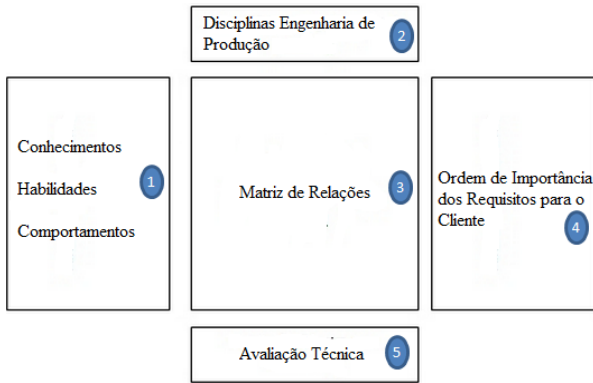 Disciplinas Engenharia de
Produção
2
Conhecimentos
Habilidades
Comportamentos
1
Matriz de Relações
3
Ordem de Importância
dos Requisitos para o
Cliente
4
Avaliação Técnica
5